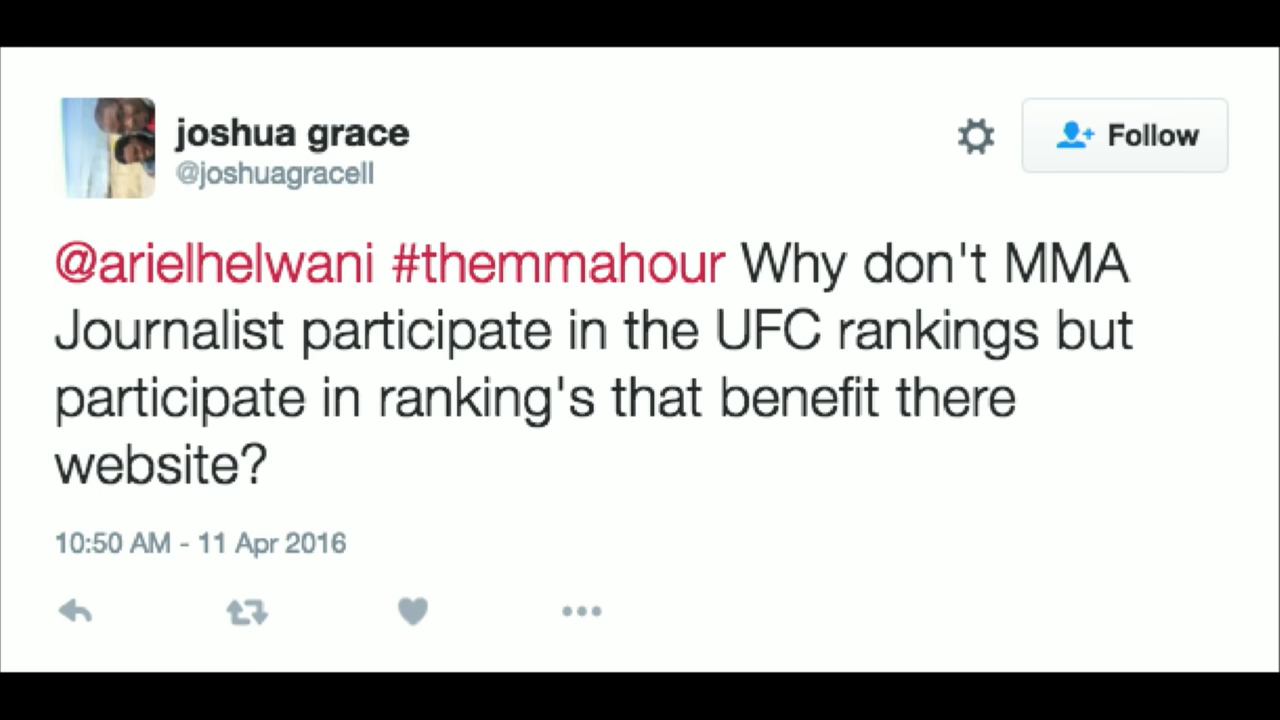 joshua grace
@joshuagracell
Follow
@arielhelwani #themmahour Why don't MMA
Journalist participate in the UFC rankings but
participate in ranking's that benefit there
website?
10:50 AM - 11 Apr 2016